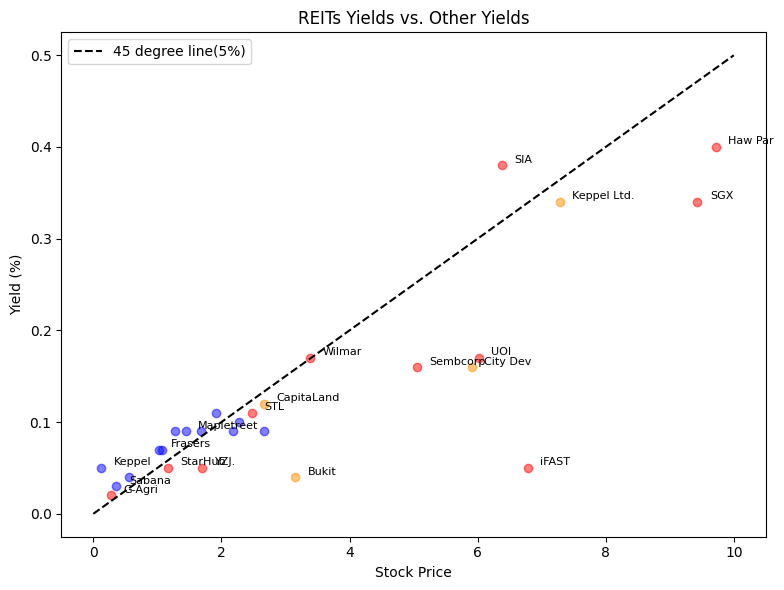 REITs Yields vs. Other Yields
45 degree line(5%)
0.5
0.4
0.3
0.2
0.1
0.0
Yield (%)
Haw Par
SIA
Keppel Ltd.
SGX
Wilmar
UOI
Sembcorp
City Dev
CapitaLand
STL
Mapletreet
Frasers
Keppel
StarHub
YZJ.
iFAST
Bukit
Sabana
G-Agri
0
2
4
6
8
10
Stock Price